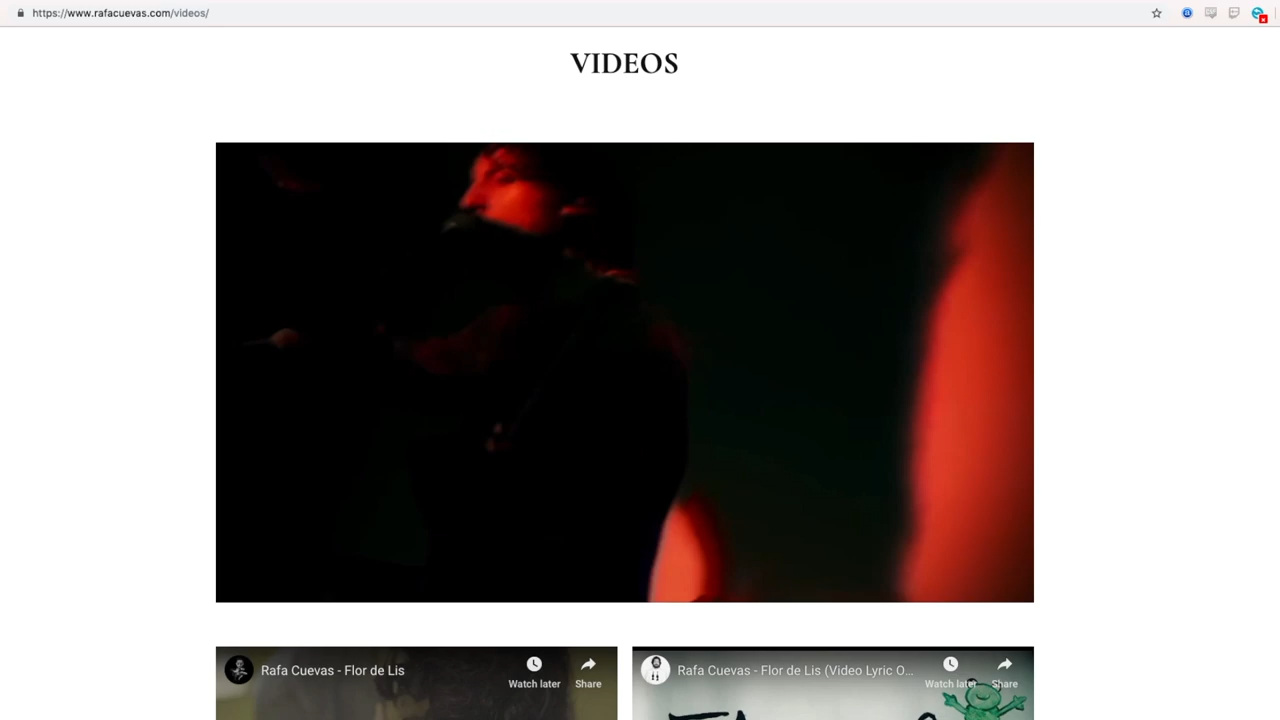 https://www.rafacuevas.com/videos/
VIDEOS
Rafa Cuevas - Flor de Lis
Watch later
Share
Rafa Cuevas - Flor de Lis (Video Lyric O...
Watch later
Share